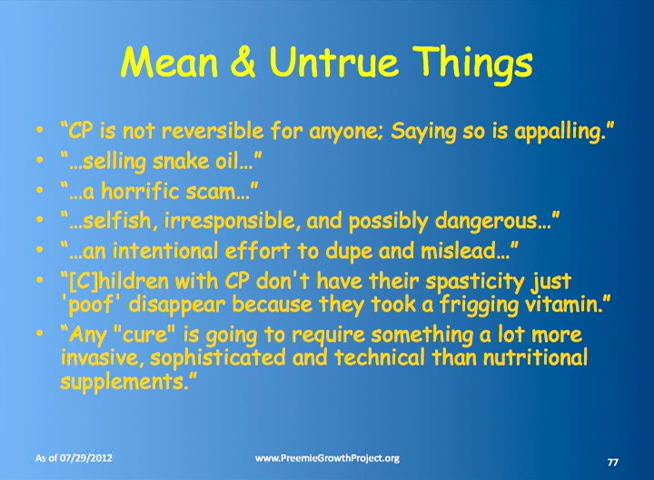 Mean & Untrue Things
• “CP is not reversible for anyone; Saying so is appalling.”
• “…selling snake oil…”
• “…a horrific scam…”
• “…selfish, irresponsible, and possibly dangerous…”
• “…an intentional effort to dupe and mislead…”
• “[C]hildren with CP don't have their spasticity just
'poof' disappear because they took a frigging vitamin.”
• “Any "cure" is going to require something a lot more
invasive, sophisticated and technical than nutritional
supplements.”
As of 07/29/2012
www.PreemieGrowthProject.org
77